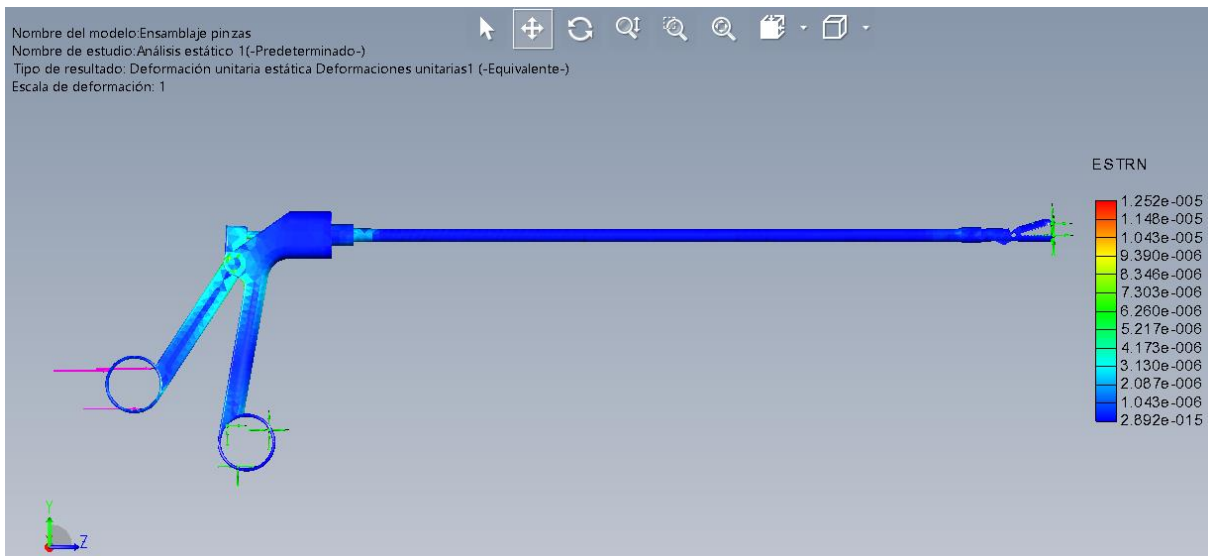 Nombre del modelo:Ensamblaje pinzas
Nombre de estudio:Análisis estático 1(-Predeterminado-)
Tipo de resultado: Deformación unitaria estática Deformaciones unitarias1 (-Equivalente-)
Escala de deformación: 1
ESTRN
1.252e-005
1.148e-005
1.043e-005
9.390e-006
8.346e-006
7.303e-006
6.260e-006
5.217e-006
4.173e-006
3.130e-006
2.087e-006
1.043e-006
2.892e-015
Y
Z